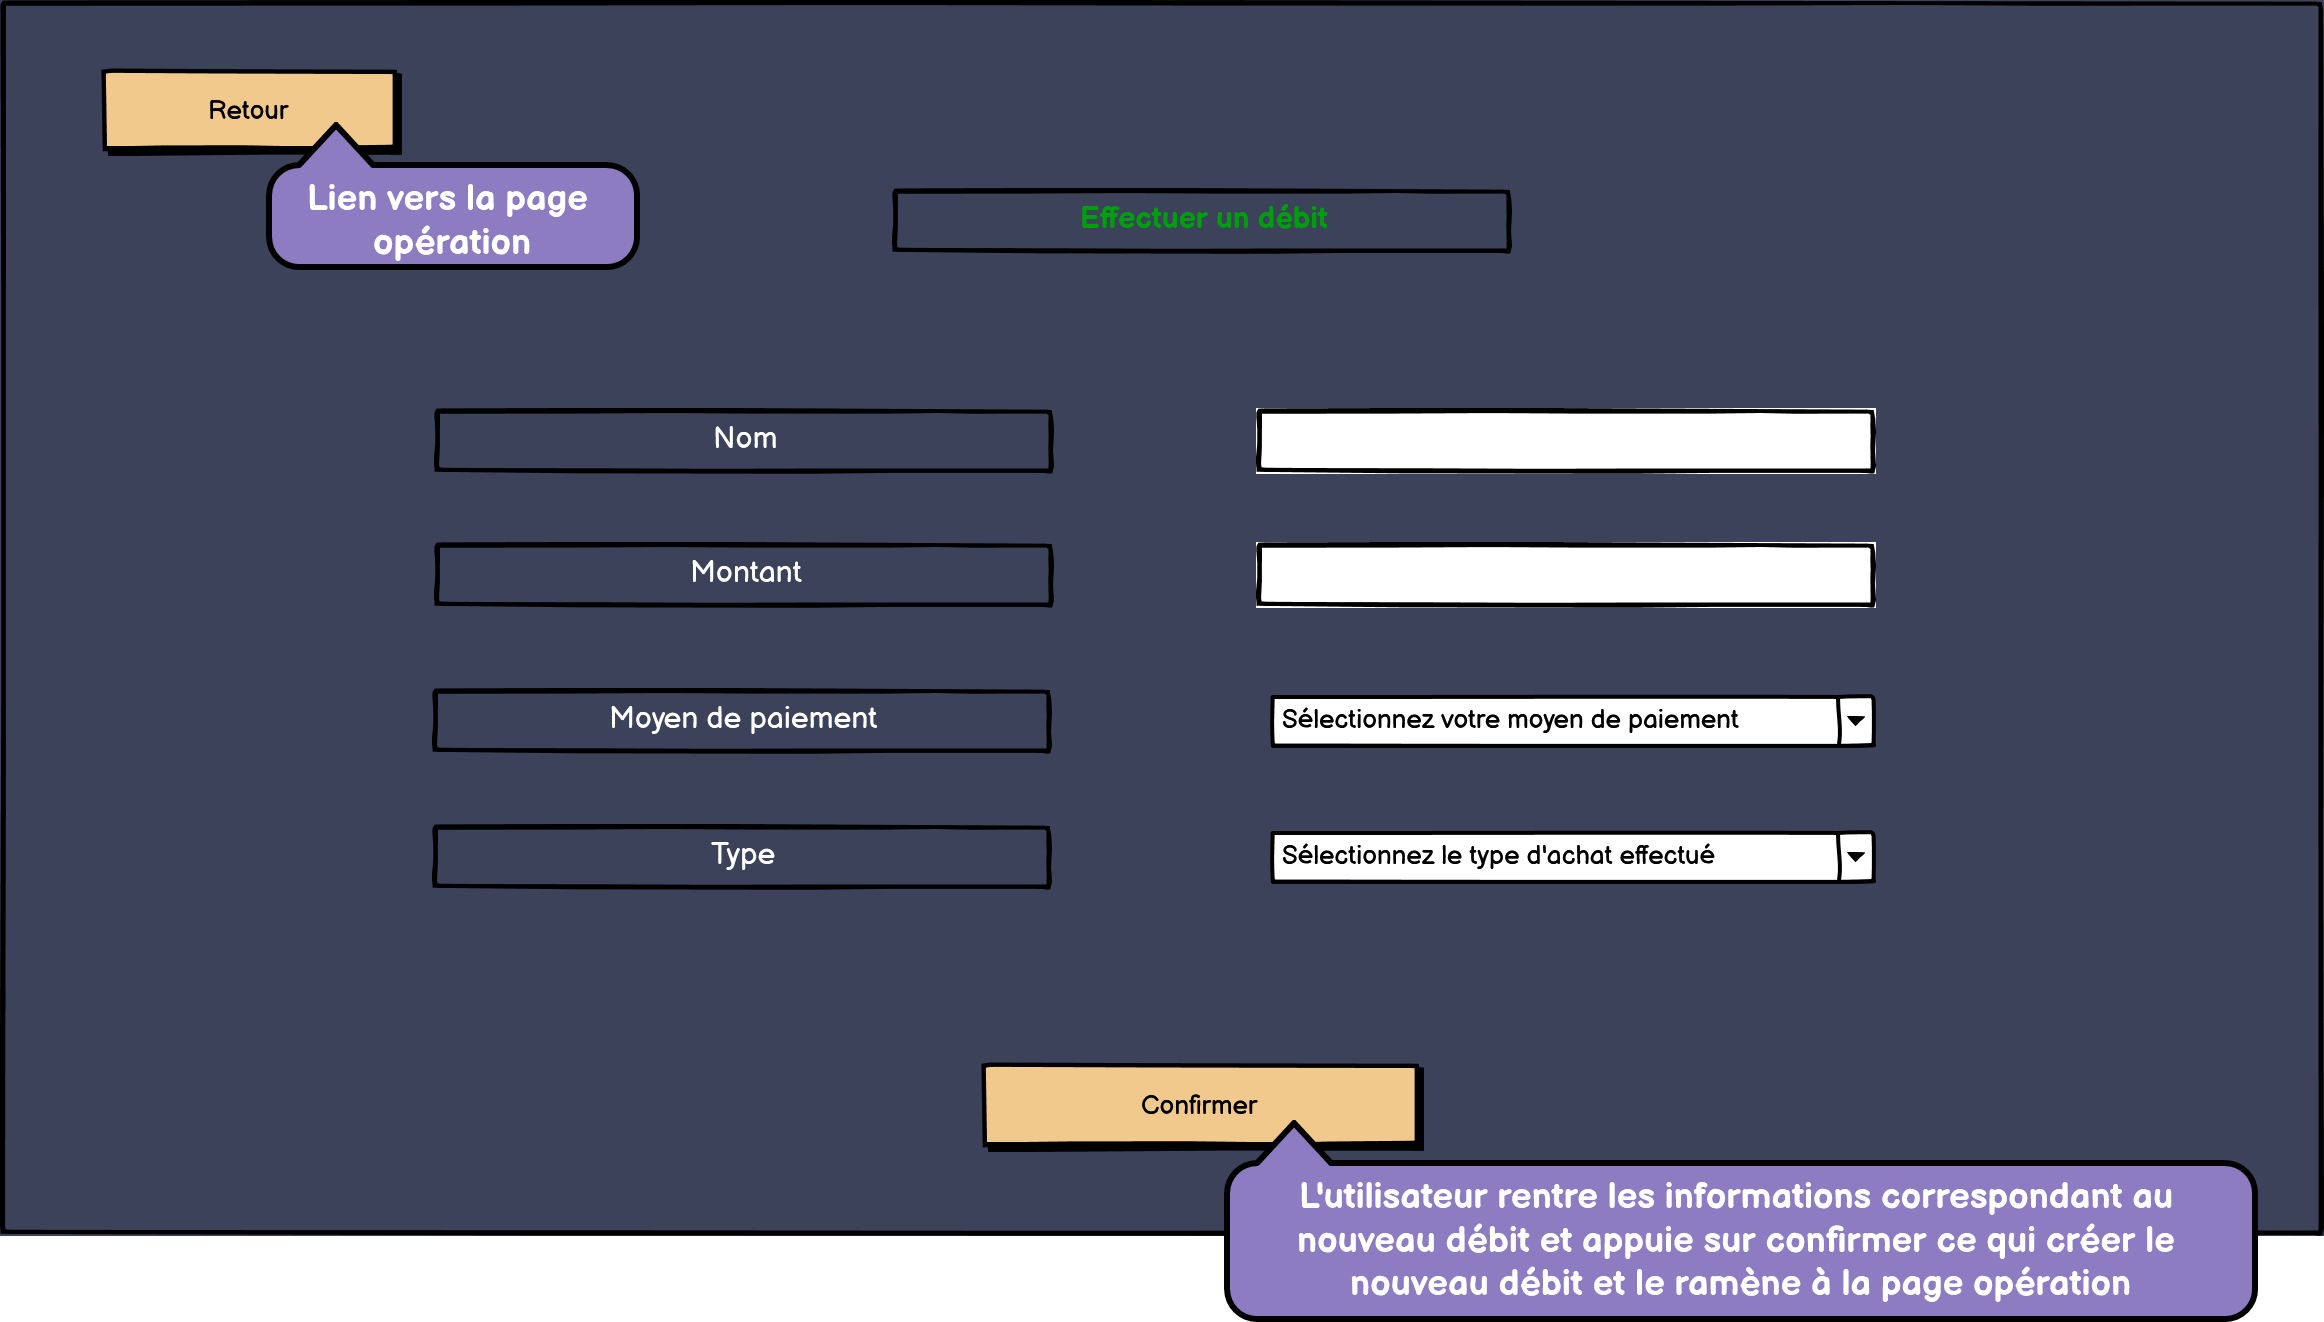 Retour
Lien vers la page
opération
Effectuer un débit
Nom
Montant
Moyen de paiement
Sélectionnez votre moyen de paiement
Type
Sélectionnez le type d'achat effectué
Confirmer
L'utilisateur rentre les informations correspondant au
nouveau débit et appuie sur confirmer ce qui créer le
nouveau débit et le ramène à la page opération